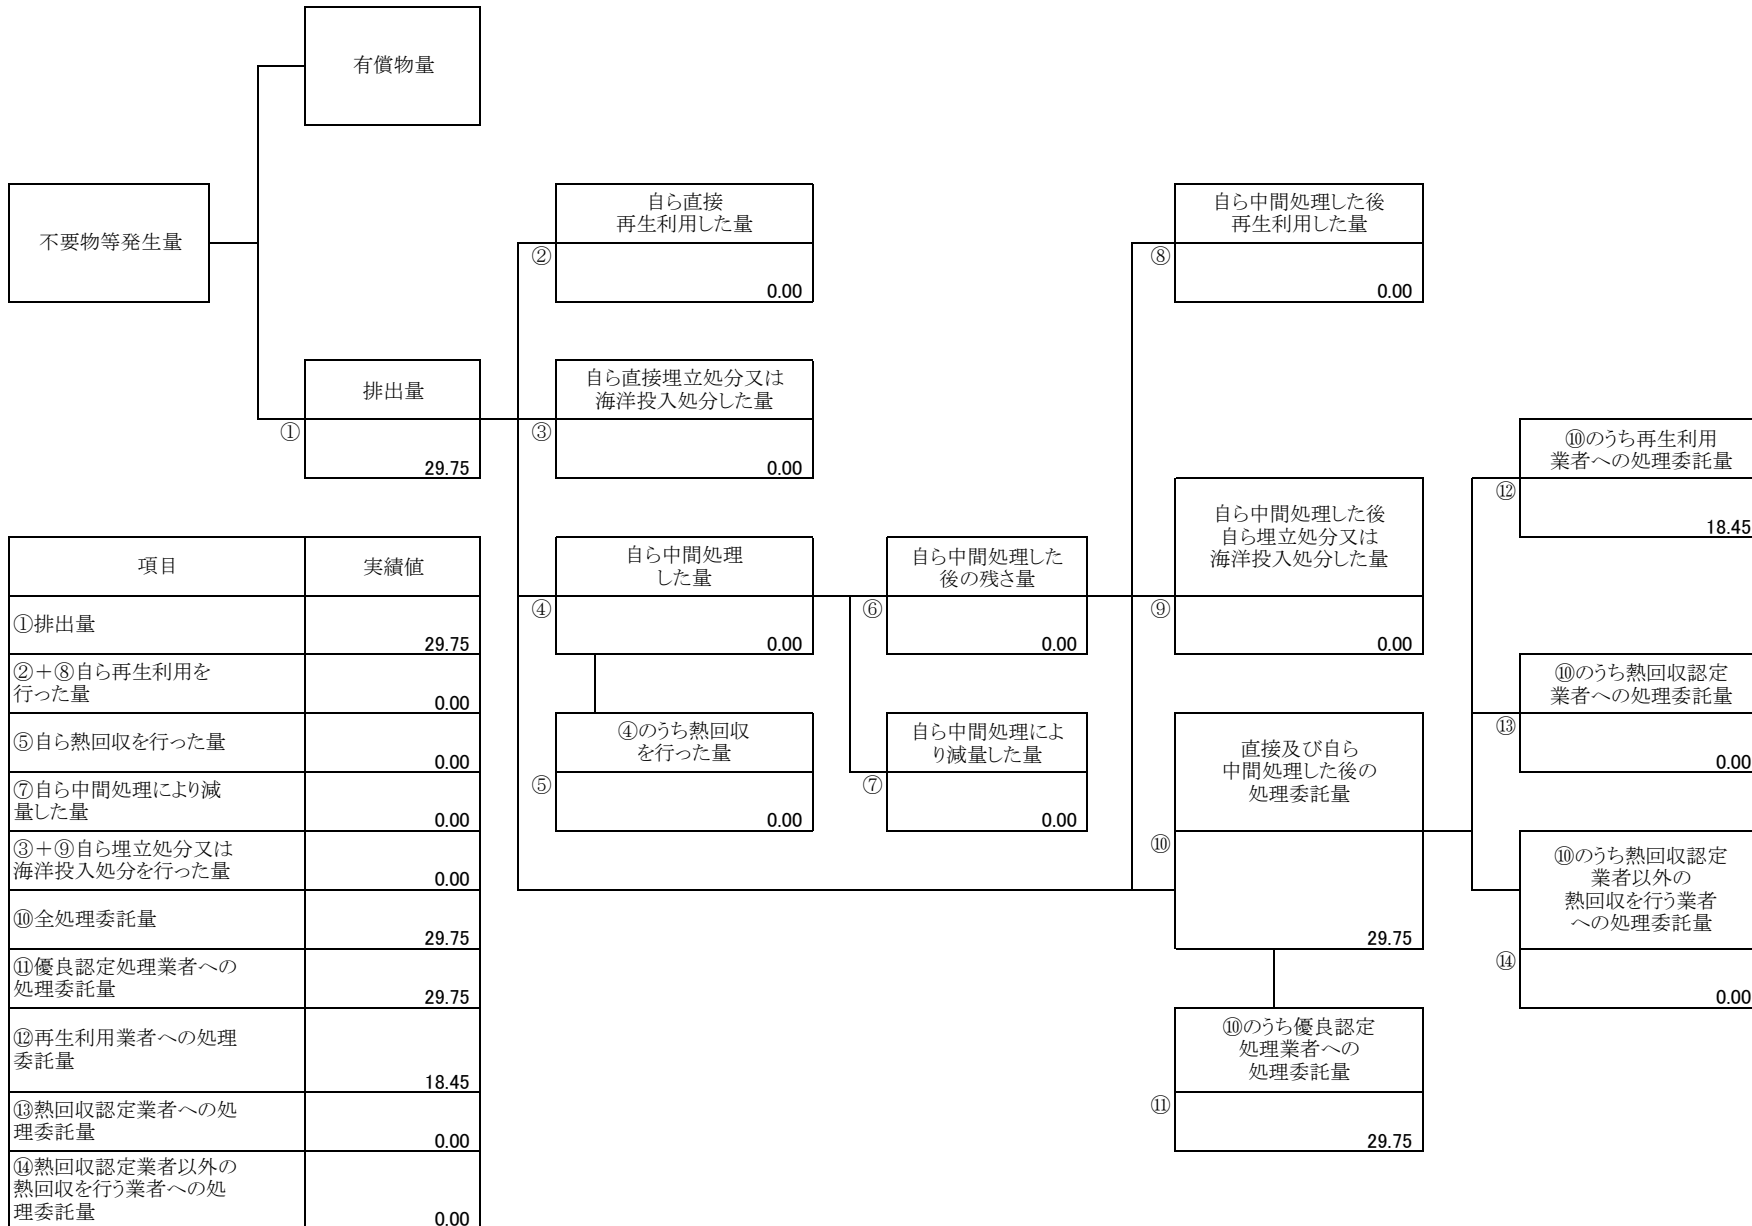 有償物量
不要物等発生量
排出量
①
29.75
自ら直接
再生利用した量
②
0.00
自ら直接埋立処分又は
海洋投入処分した量
③
0.00
自ら中間処理
した量
④
0.00
④のうち熱回収
を行った量
⑤
0.00
自ら中間処理した
後の残さ量
⑥
0.00
自ら中間処理によ
り減量した量
⑦
0.00
自ら中間処理した後
再生利用した量
⑧
0.00
自ら中間処理した後
自ら埋立処分又は
海洋投入処分した量
⑨
0.00
直接及び自ら
中間処理した後の
処理委託量
⑩
29.75
⑩のうち優良認定
処理業者への
処理委託量
⑪
29.75
⑩のうち再生利用
業者への処理委託量
⑫
18.45
⑩のうち熱回収認定
業者への処理委託量
⑬
0.00
⑩のうち熱回収認定
業者以外の
熱回収を行う業者
への処理委託量
⑭
0.00
項目 実績値
①排出量
29.75
②＋⑧自ら再生利用を
行った量
0.00
⑤自ら熱回収を行った量
0.00
⑦自ら中間処理により減
量した量
0.00
③＋⑨自ら埋立処分又は
海洋投入処分を行った量
0.00
⑩全処理委託量
29.75
⑪優良認定処理業者への
処理委託量
29.75
⑫再生利用業者への処理
委託量
18.45
⑬熱回収認定業者への処
理委託量
0.00
⑭熱回収認定業者以外の
熱回収を行う業者への処
理委託量
0.00